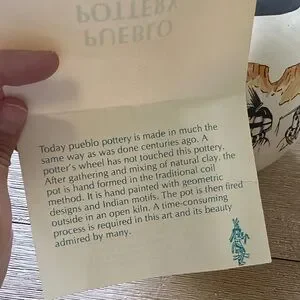 PUEBLO
POTTERY
Today pueblo pottery is made in much the
same way as was done centuries ago. A
potter's wheel has not touched this pottery.
After gathering and mixing of natural clay, the
pot is hand formed in the traditional coil
method. It is hand painted with geometric
designs and Indian motifs. The pot is then fired
outside in an open kiln. A time-consuming
process is required in this art and its beauty
admired by many.